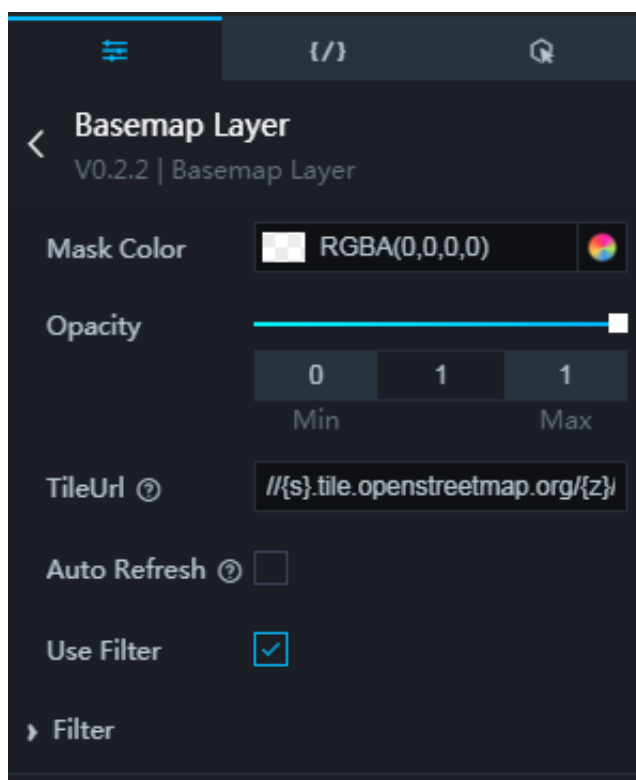 {/}
Basemap Layer
V0.2.2 | Basemap Layer
Mask Color RGBA(0,0,0,0)
Opacity
0 1 1
Min Max
TileUrl ? //{s}.tile.openstreetmap.org/{z}/
Auto Refresh ?
Use Filter
Filter